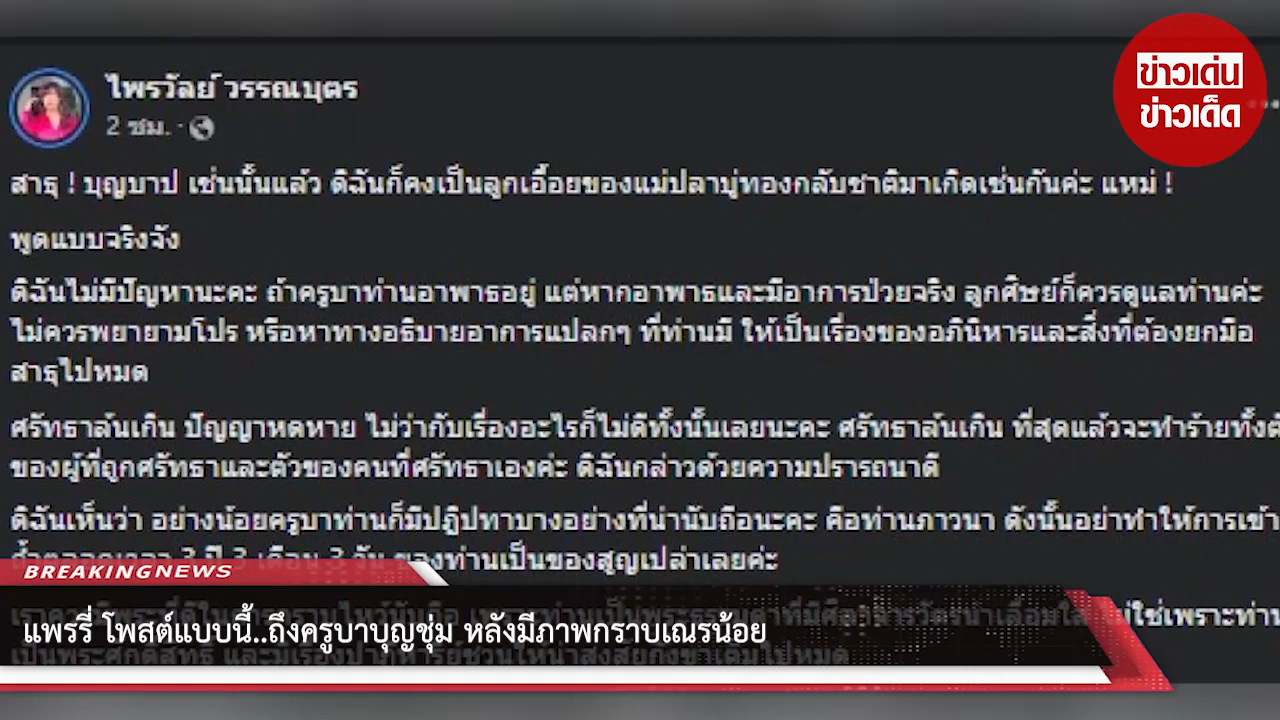 ข่าวเด่น
ข่าวเด็ด
ไพรวัลย์ วรรณบุตร
2 ชม.
สาธุ ! บุญบาป เช่นนั้นแล้ว ดิฉันก็คงเป็นลูกเอื้อยของแม่ปลาบู่ทองกลับชาติมาเกิดเช่นกันค่ะ แหม่ !
พูดแบบจริงจัง
ดิฉันไม่มีปัญหานะคะ ถ้าครูบาท่านอาพาธอยู่ แต่หากอาพาธและมีอาการป่วยจริง ลูกศิษย์ก็ควรดูแลท่านค่ะ
ไม่ควรพยายามโปร หรือหาทางอธิบายอาการแปลกๆ ที่ท่านมี ให้เป็นเรื่องของอภินิหารและสิ่งที่ต้องยกมือ
สาธุไปหมด
ศรัทธาล้นเกิน ปัญญาหดหาย ไม่ว่ากับเรื่องอะไรก็ไม่ดีทั้งนั้นเลยนะคะ ศรัทธาล้นเกิน ที่สุดแล้วจะทำร้ายทั้งตั
ของผู้ที่ถูกศรัทธาและตัวของคนที่ศรัทธาเองค่ะ ดิฉันกล่าวด้วยความปรารถนาดี
ดิฉันเห็นว่า อย่างน้อยครูบาท่านก็มีปฏิปทาบางอย่างที่น่านับถือนะคะ คือท่านภาวนา ดังนั้นอย่าทำให้การเข้า
3 ปี 3 เดือน 3 วัน ของท่านเป็นของสูญเปล่าเลยค่ะ
BREAKING NEWS
แพรรี่ โพสต์แบบนี้..ถึงครูบาบุญชุ่ม หลังมีภาพกราบเณรน้อย